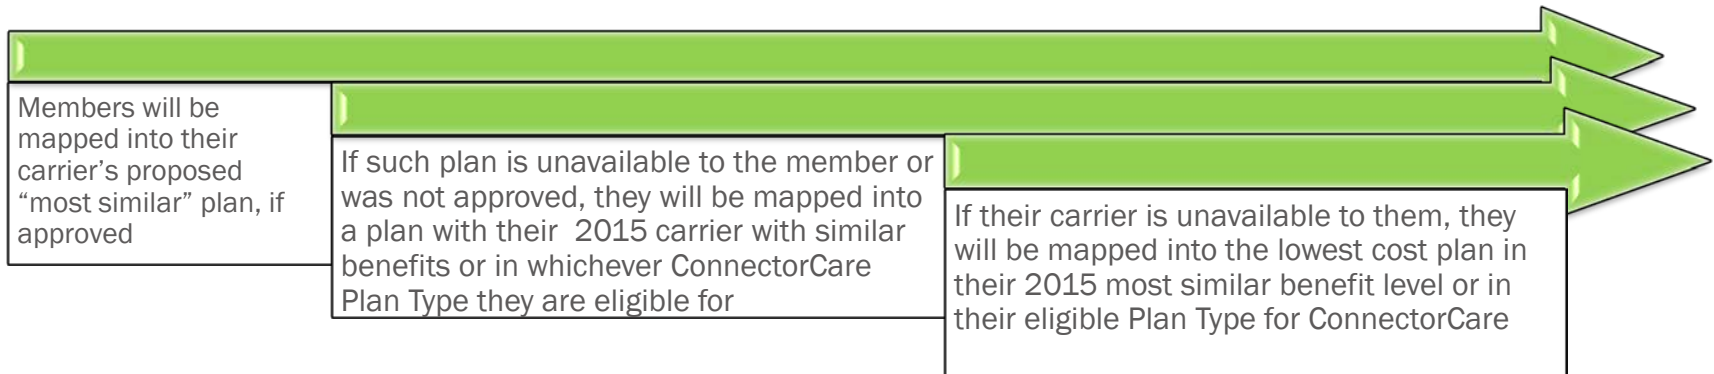 Members will be
mapped into their
carrier’s proposed
“most similar” plan, if
approved
If such plan is unavailable to the member or
was not approved, they will be mapped into
a plan with their  2015 carrier with similar
benefits or in whichever ConnectorCare
Plan Type they are eligible for
If their carrier is unavailable to them, they
will be mapped into the lowest cost plan in
their 2015 most similar benefit level or in
their eligible Plan Type for ConnectorCare